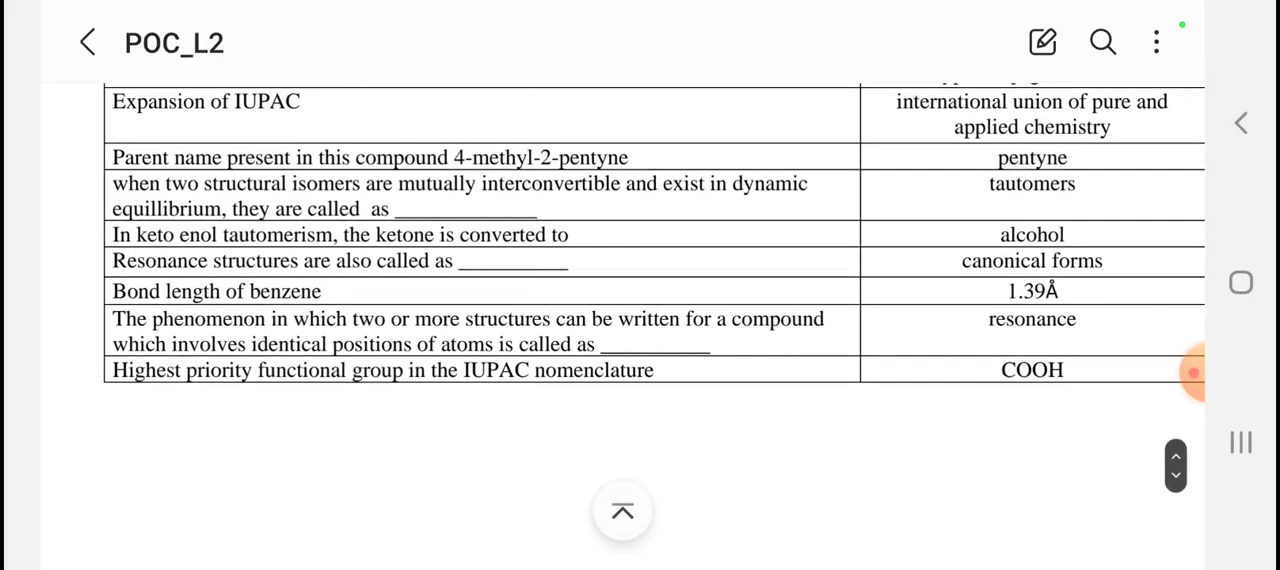 POC_L2
Expansion of IUPAC
international union of pure and
applied chemistry
Parent name present in this compound 4-methyl-2-pentyne
pentyne
when two structural isomers are mutually interconvertible and exist in dynamic
tautomers
equillibrium, they are called as _____________
In keto enol tautomerism, the ketone is converted to
alcohol
Resonance structures are also called as __________
canonical forms
Bond length of benzene
1.39Å
The phenomenon in which two or more structures can be written for a compound
resonance
which involves identical positions of atoms is called as __________
Highest priority functional group in the IUPAC nomenclature
COOH